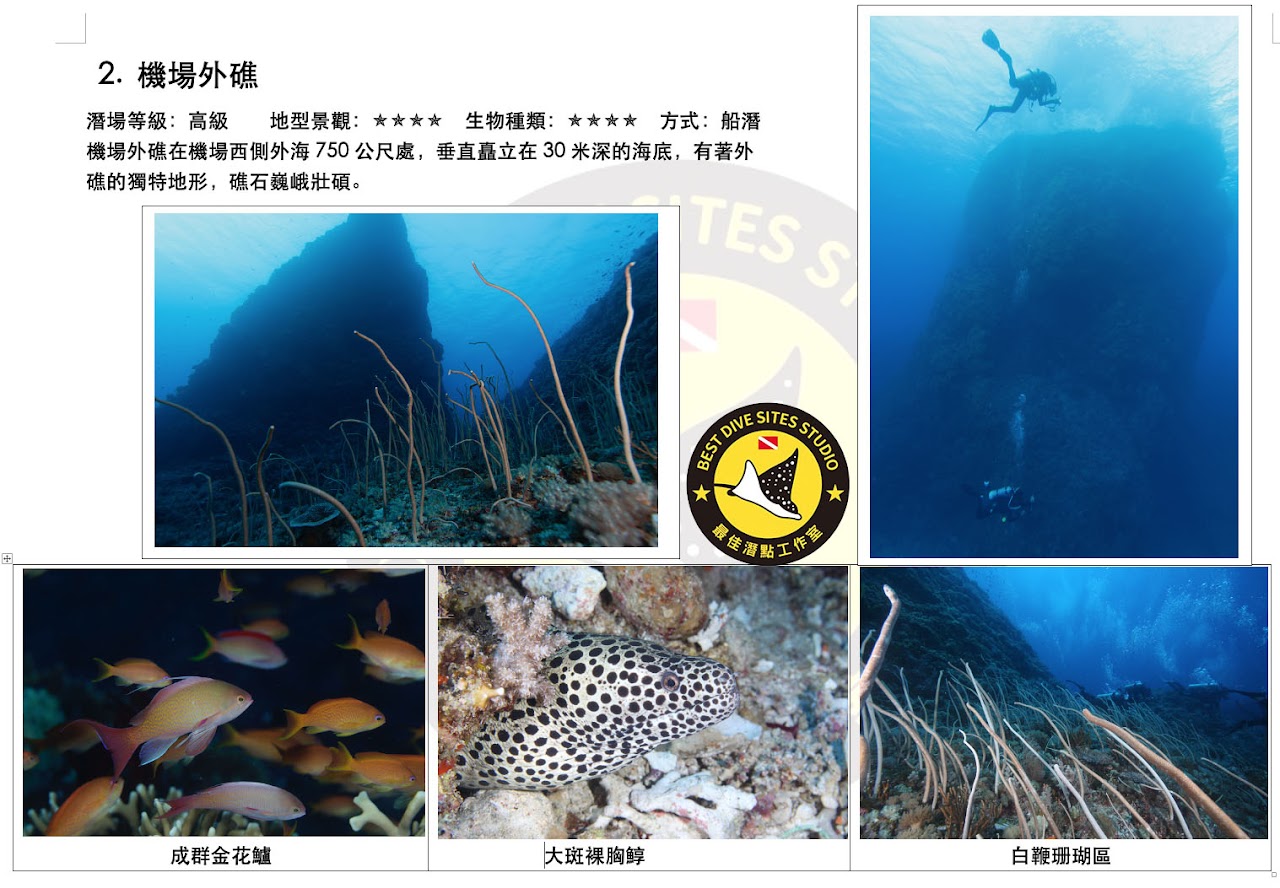 2. 機場外礁
潛場等級：高級　　地型景觀：★★★★　生物種類：★★★★　方式：船潛
機場外礁在機場西側外海 750 公尺處，垂直矗立在 30 米深的海底，有著外
礁的獨特地形，礁石巍峨壯碩。
SITES S
BEST DIVE SITES STUDIO
最佳潛點工作室
成群金花鱸
大斑裸胸鯙
白鞭珊瑚區